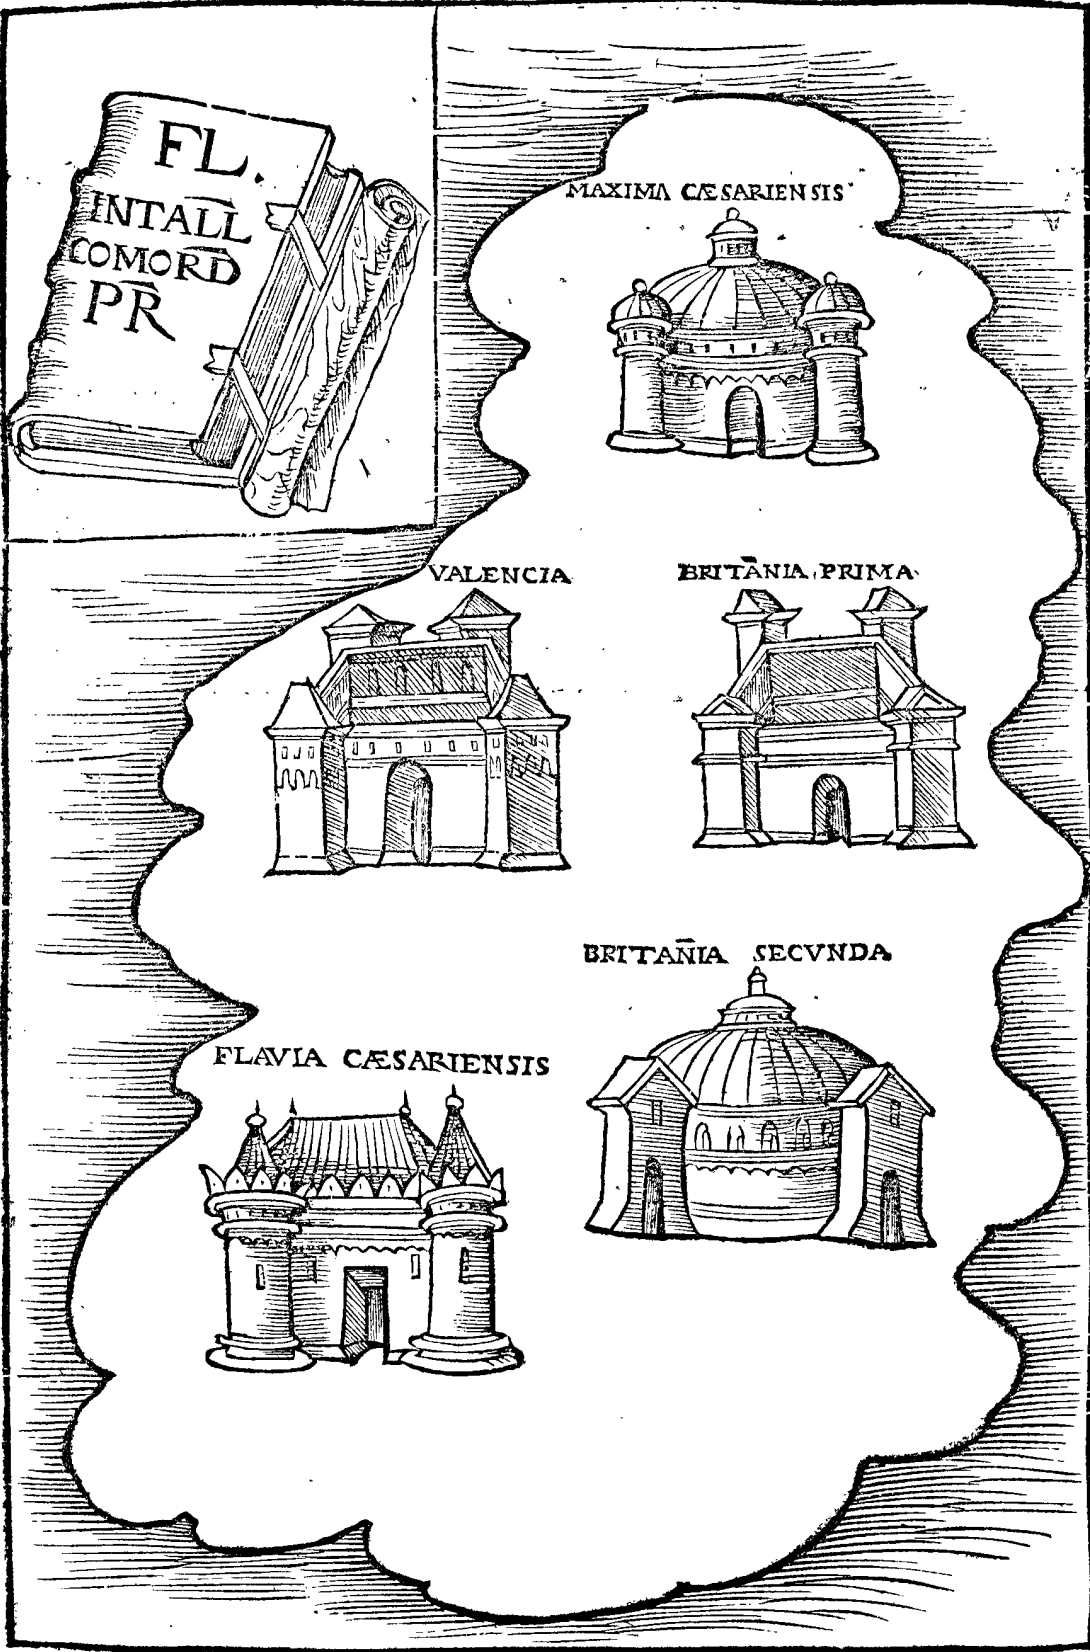 FL.
INTALL̄
COMORD̄
PR̄
MAXIMA CÆSARIENSIS
VALENCIA
BRITĀNIA PRIMA
BRITAÑIA SECVNDA
FLAVIA CÆSARIENSIS